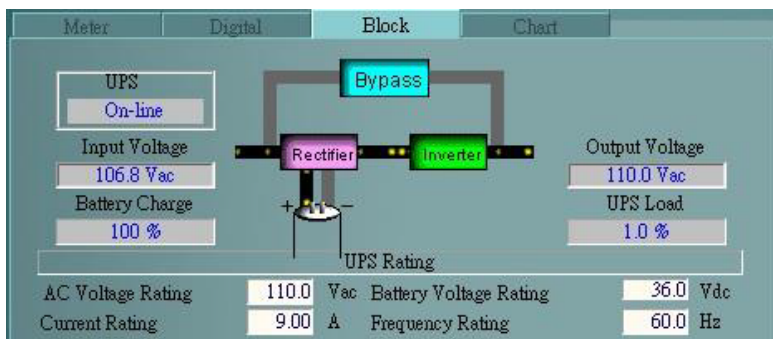 Meter Digital Block Chart
UPS
On-line
Bypass
Input Voltage
106.8 Vac
Rectifier
Inverter
Output Voltage
110.0 Vac
Battery Charge
100 %
+ −
UPS Load
1.0 %
UPS Rating
AC Voltage Rating 110.0 Vac Battery Voltage Rating 36.0 Vdc
Current Rating 9.00 A Frequency Rating 60.0 Hz